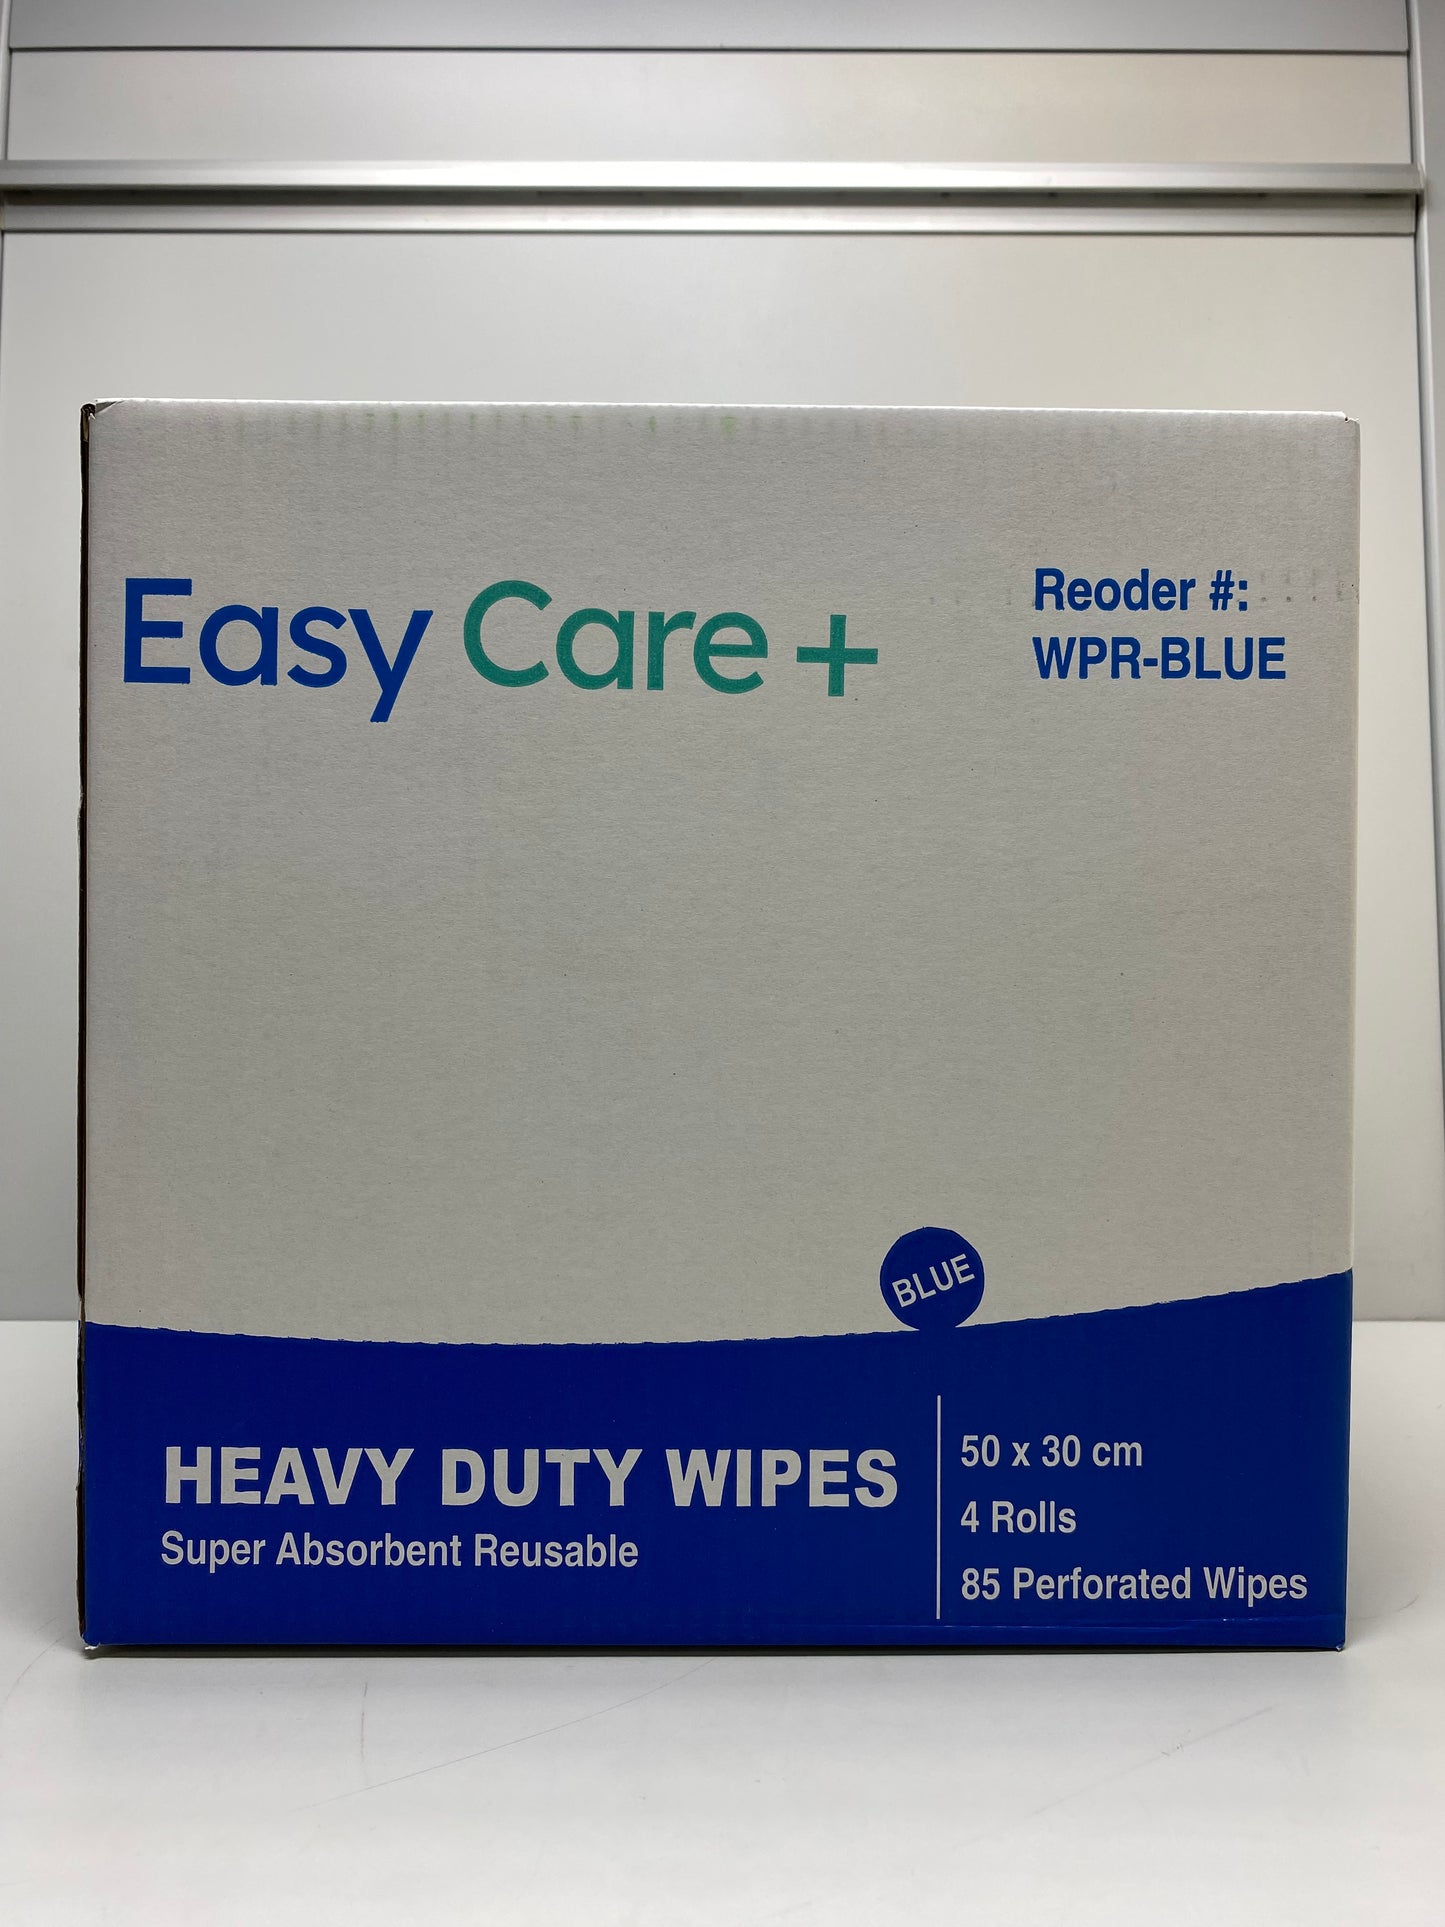 Easy Care +
Reoder #:
WPR-BLUE
BLUE
HEAVY DUTY WIPES
Super Absorbent Reusable
50 x 30 cm
4 Rolls
85 Perforated Wipes